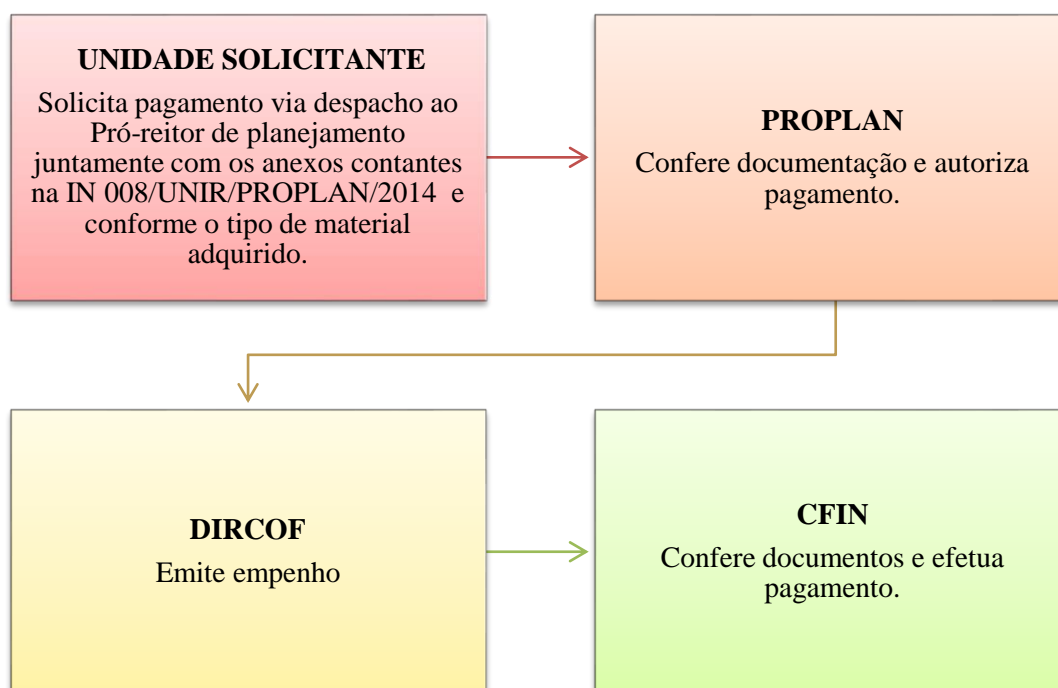 UNIDADE SOLICITANTE
Solicita pagamento via despacho ao
Pró-reitor de planejamento
juntamente com os anexos contantes
na IN 008/UNIR/PROPLAN/2014 e
conforme o tipo de material
adquirido.
PROPLAN
Confere documentação e autoriza
pagamento.
DIRCOF
Emite empenho
CFIN
Confere documentos e efetua
pagamento.